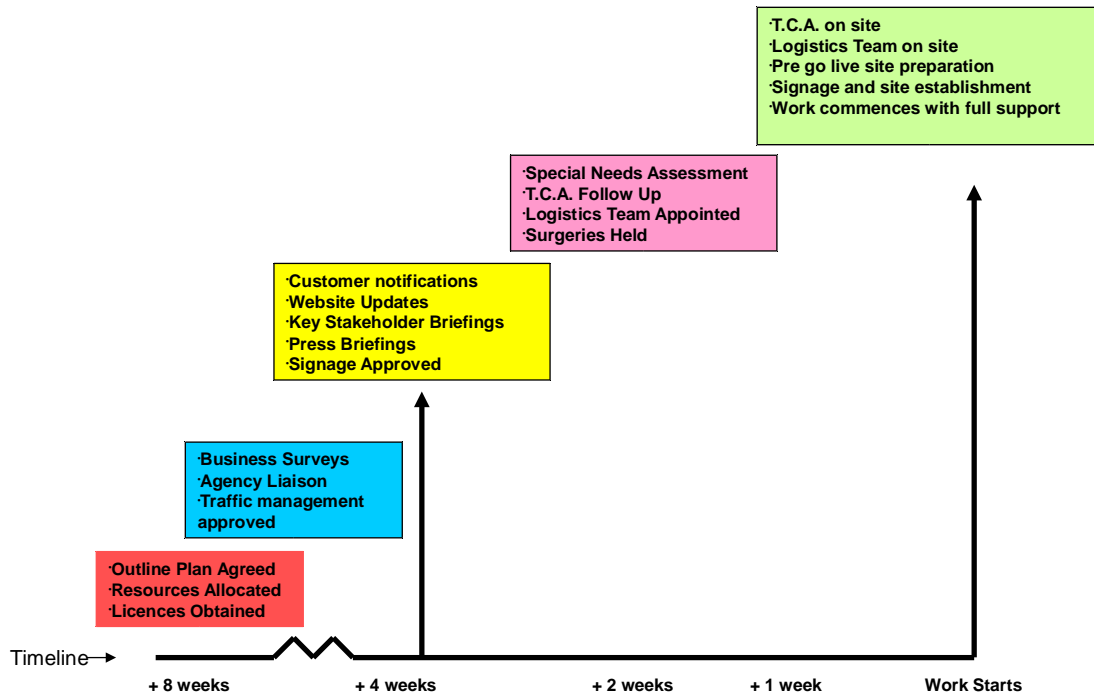 ·T.C.A. on site
·Logistics Team on site
·Pre go live site preparation
·Signage and site establishment
·Work commences with full support
·Special Needs Assessment
·T.C.A. Follow Up
·Logistics Team Appointed
·Surgeries Held
·Customer notifications
·Website Updates
·Key Stakeholder Briefings
·Press Briefings
·Signage Approved
·Business Surveys
·Agency Liaison
·Traffic management
approved
·Outline Plan Agreed
·Resources Allocated
·Licences Obtained
Timeline
+ 8 weeks + 4 weeks + 2 weeks + 1 week Work Starts